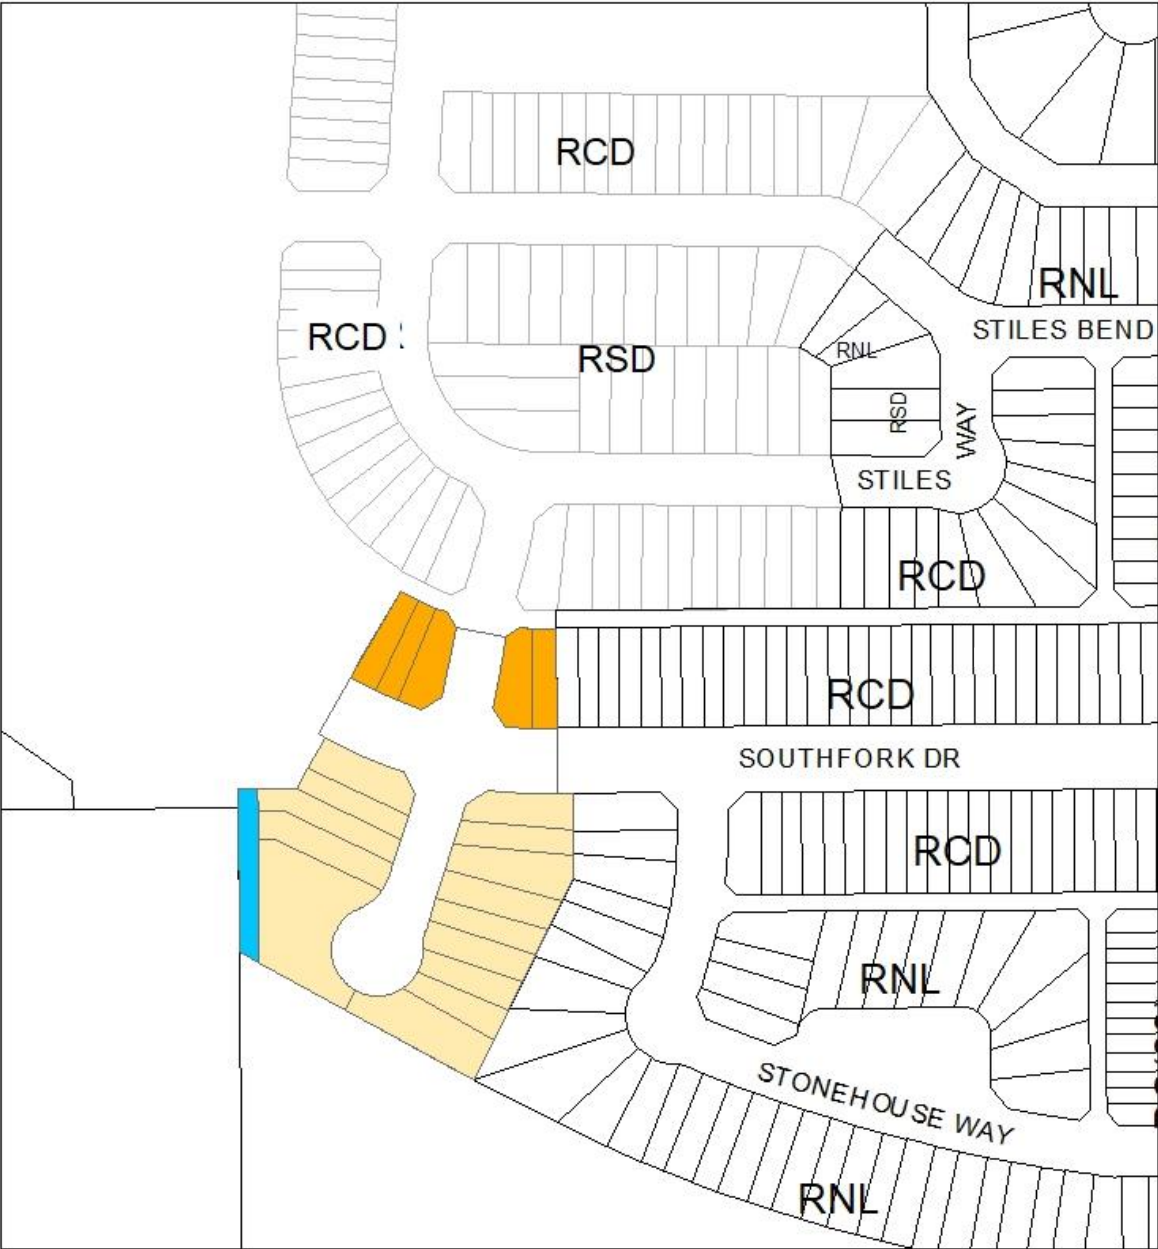 RCD
RNL
STILES BEND
RCD
RSD
RNL
RSD
WAY
STILES
RCD
RCD
SOUTHFORK DR
RCD
RNL
STONEHOUSE WAY
RNL